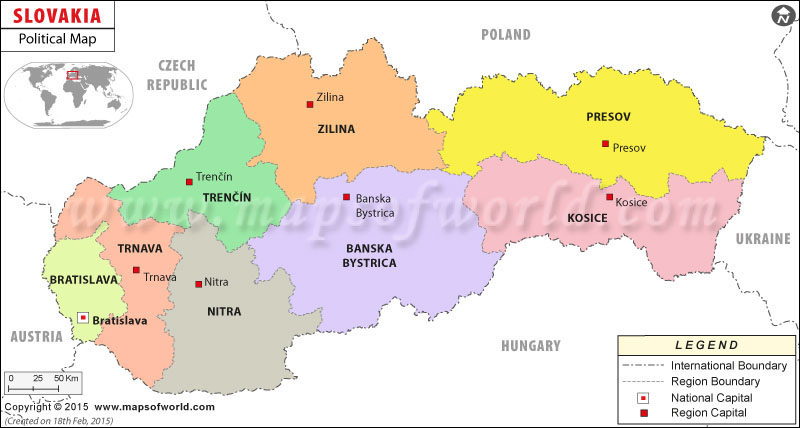 SLOVAKIA
Political Map
N
POLAND
CZECH
REPUBLIC
Zilina
ZILINA
PRESOV
Presov
Trenčín
TRENČÍN
Banska
Bystrica
Kosice
KOSICE
www.mapsofworld.com
UKRAINE
TRNAVA
BANSKA
BYSTRICA
BRATISLAVA
Trnava
Nitra
NITRA
Bratislava
AUSTRIA
HUNGARY
LEGEND
International Boundary
Region Boundary
National Capital
Region Capital
0 25 50 Km
Copyright © 2015 www.mapsofworld.com
(Created on 18th Feb, 2015)